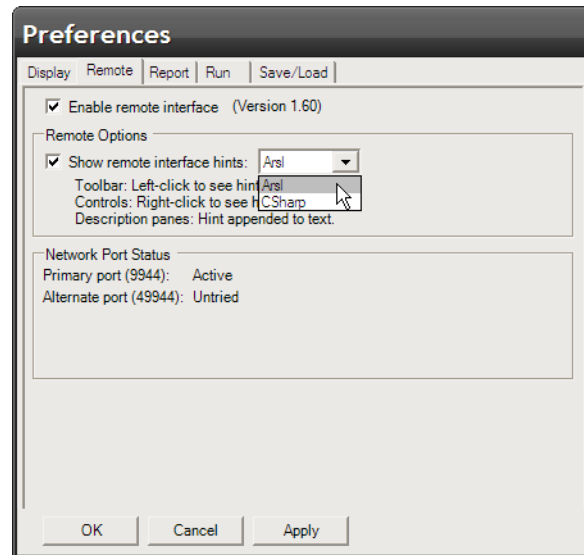 Preferences
Display Remote Report Run Save/Load
Enable remote interface (Version 1.60)
Remote Options
Show remote interface hints: Arsl
Toolbar: Left-click to see hin Arsl
Controls: Right-click to see h CSharp
Description panes: Hint appended to text.
Network Port Status
Primary port (9944): Active
Alternate port (49944): Untried
OK Cancel Apply